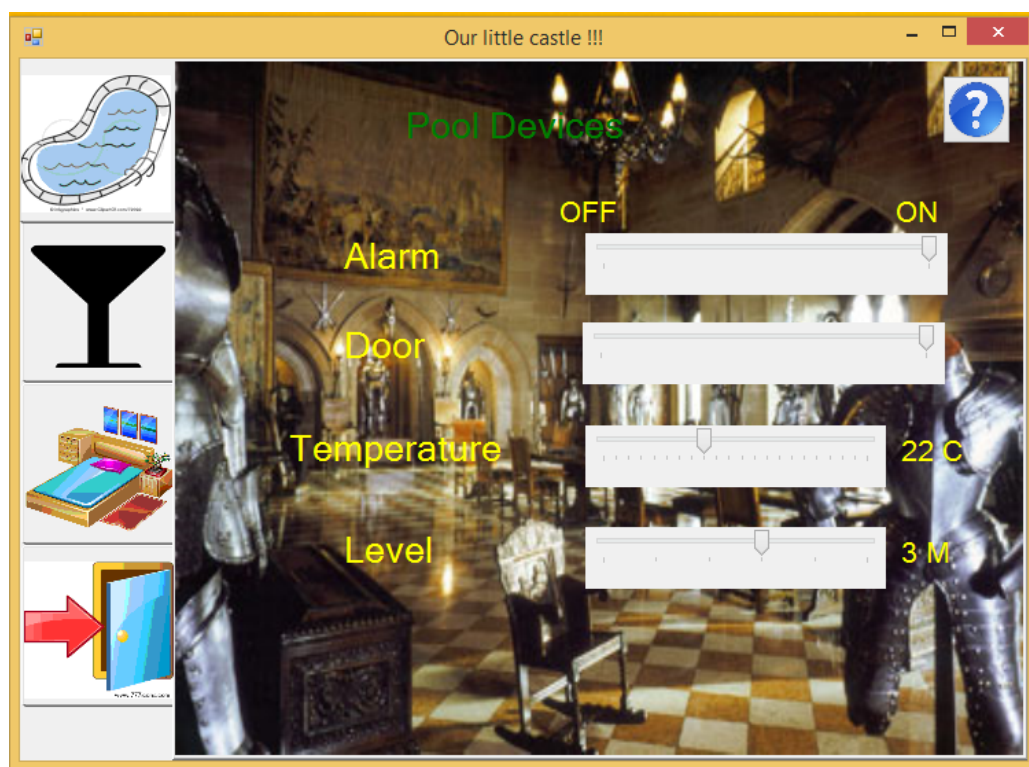 Our little castle !!!
Pool Devices
?
OFF ON
Alarm
Door
Temperature 22 C
Level 3 M